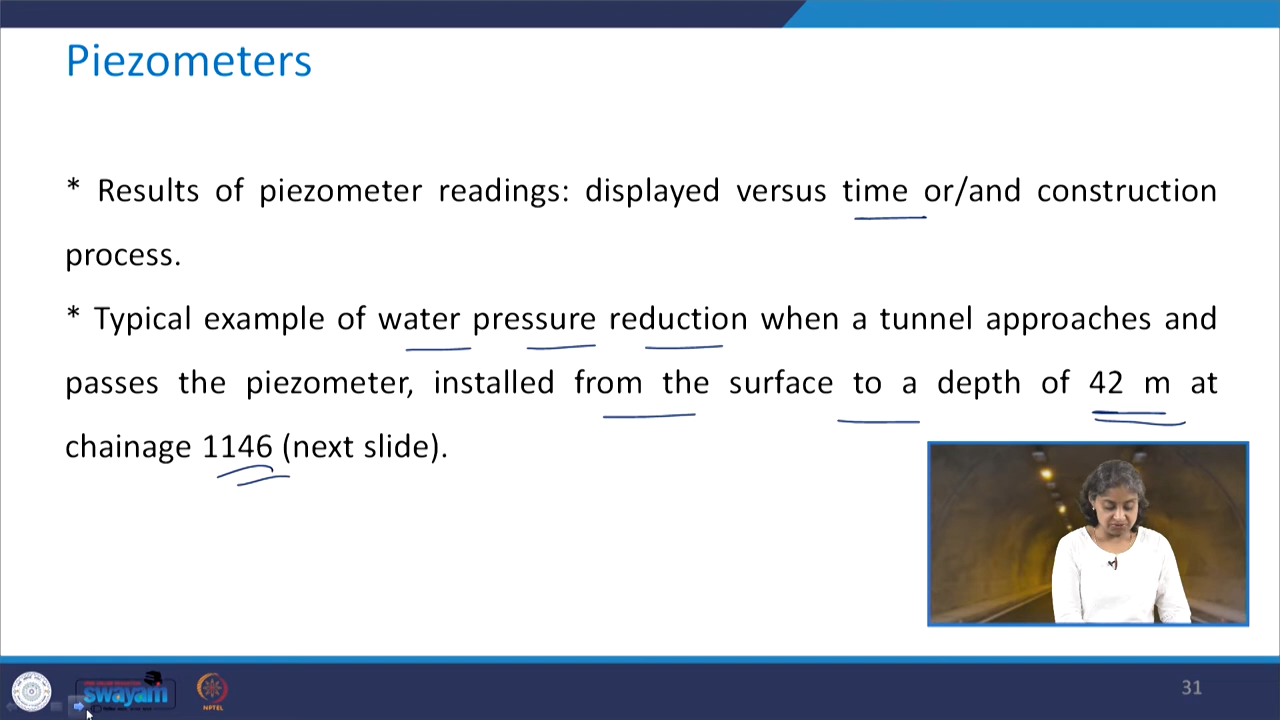 Piezometers
* Results of piezometer readings: displayed versus time or/and construction
process.
* Typical example of water pressure reduction when a tunnel approaches and
passes the piezometer, installed from the surface to a depth of 42 m at
chainage 1146 (next slide).
swayam
NPTEL
31